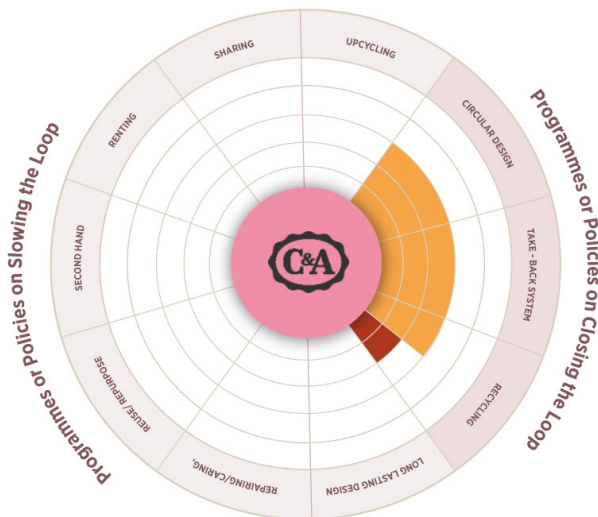 SHARING
UPCYCLING
CIRCULAR DESIGN
TAKE - BACK SYSTEM
RECYCLING
LONG LASTING DESIGN
REPAIRING/CARING,
REUSE/ REPURPOSE
SECOND HAND
RENTING
C&A
Programmes or Policies on Slowing the Loop
Programmes or Policies on Closing the Loop